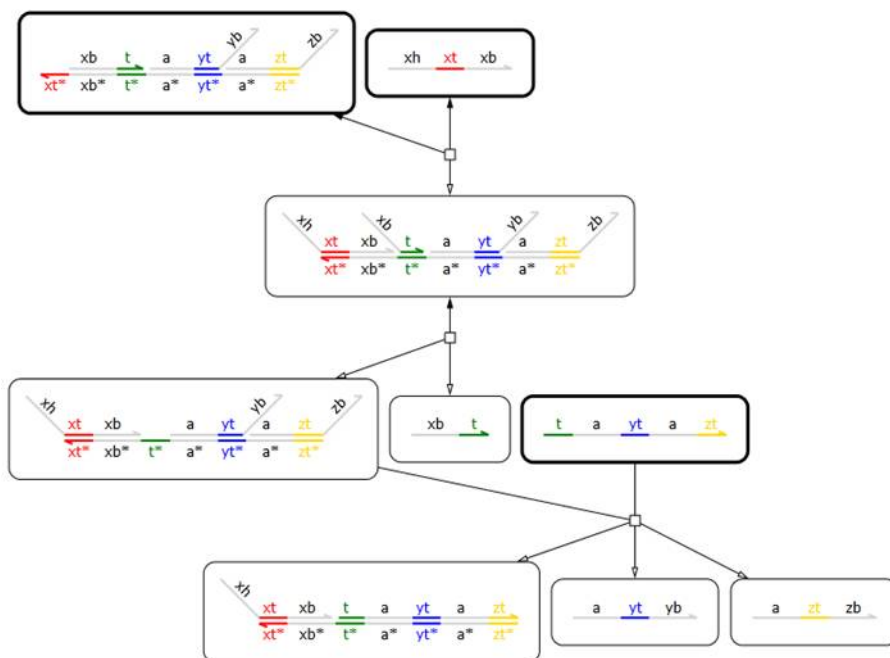 xb t a yt yb a zt zb
xt* xb* t* a* yt* a* zt*
xh xt xb
xh xt xb xb t a yt yb a zt zb
xt* xb* t* a* yt* a* zt*
xh xt xb a yt yb a zt zb
xt* xb* t* a* yt* a* zt*
xb t
t a yt a zt
xh xt xb t a yt a zt
xt* xb* t* a* yt* a* zt*
a yt yb
a zt zb